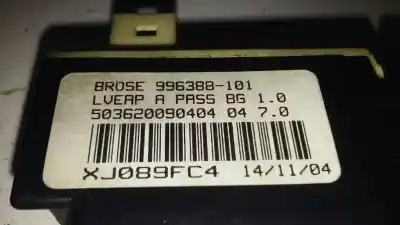 BROSE 996388-101
LVEAP A PASS BG 1.0
503620090404 04 7.0
XJ089FC4 14/11/04